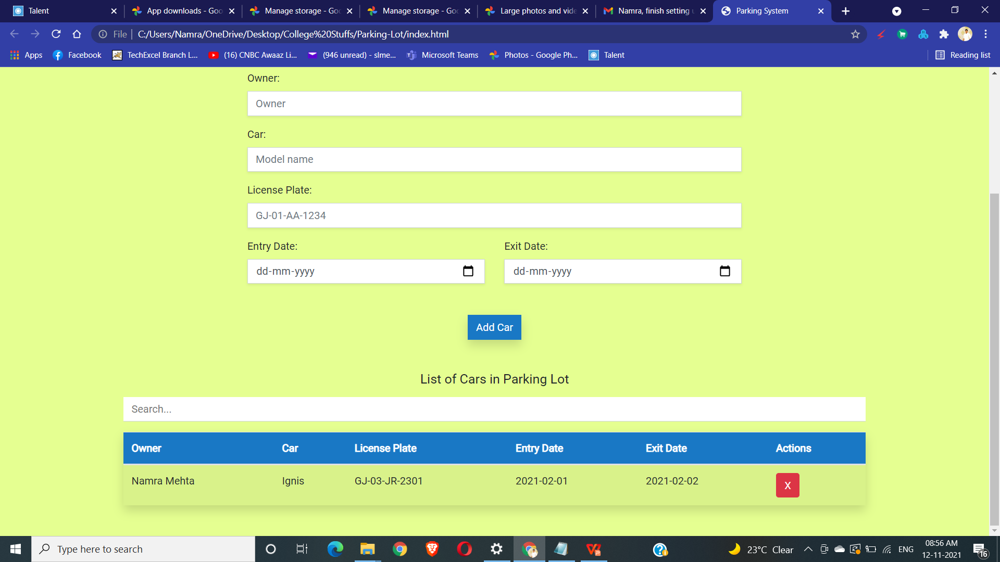 Talent
App downloads - Goo
Manage storage - Goo
Manage storage - Goo
Large photos and vide
Namra, finish setting u
Parking System
File
C:/Users/Namra/OneDrive/Desktop/College%20Stuffs/Parking-Lot/index.html
Apps
Facebook
TechExcel Branch L...
(16) CNBC Awaaz Li...
(946 unread) - slme...
Microsoft Teams
Photos - Google Ph...
Talent
Reading list
Owner:
Owner
Car:
Model name
License Plate:
GJ-01-AA-1234
Entry Date: Exit Date:
dd-mm-yyyy dd-mm-yyyy
Add Car
List of Cars in Parking Lot
Search...
Owner Car License Plate Entry Date Exit Date Actions
Namra Mehta Ignis GJ-03-JR-2301 2021-02-01 2021-02-02 X
Type here to search
23°C Clear
ENG
08:56 AM
12-11-2021
16